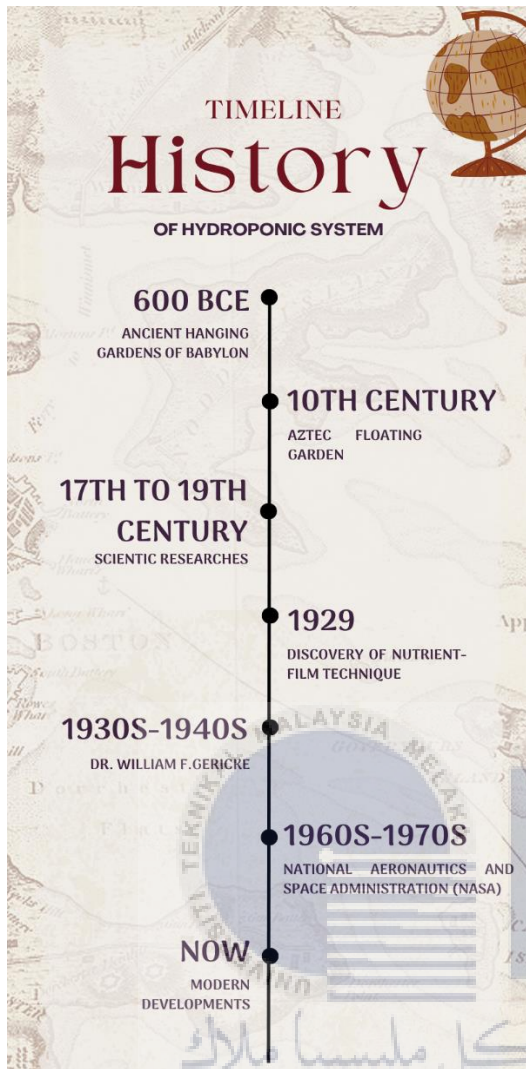 TIMELINE
History
OF HYDROPONIC SYSTEM
600 BCE
ANCIENT HANGING
GARDENS OF BABYLON
10TH CENTURY
AZTEC FLOATING
GARDEN
17TH TO 19TH
CENTURY
SCIENTIC RESEARCHES
1929
DISCOVERY OF NUTRIENT-
FILM TECHNIQUE
1930S-1940S
DR. WILLIAM F.GERICKE
1960S-1970S
NATIONAL AERONAUTICS AND
SPACE ADMINISTRATION (NASA)
NOW
MODERN
DEVELOPMENTS
BOSTON